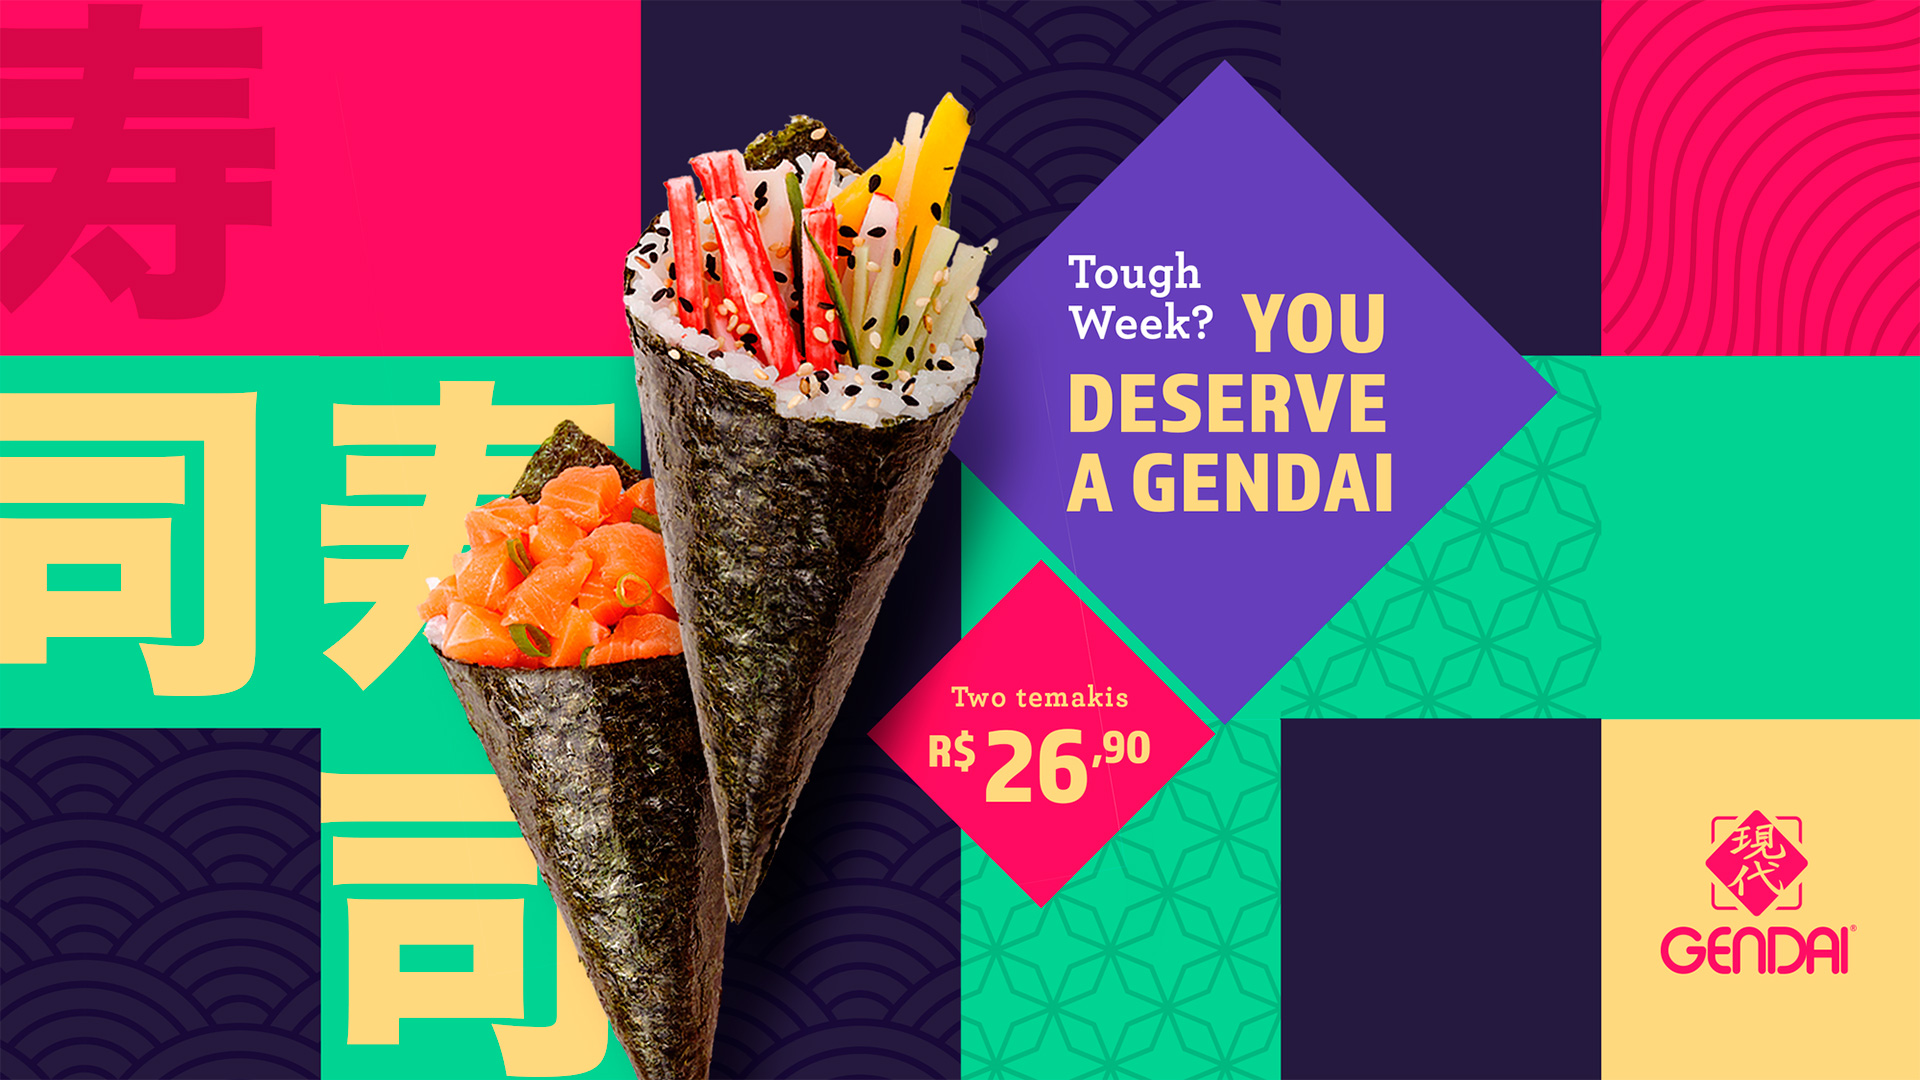 寿
司
寿
司
Tough
Week? YOU
DESERVE
A GENDAI
Two temakis
R$ 26,90
現
代
GENDAI®